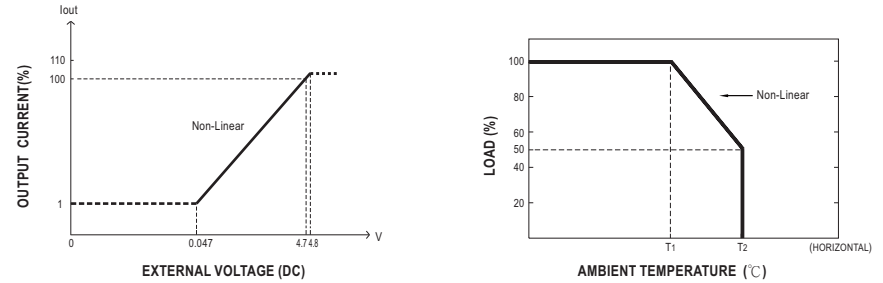 Iout
110
100
OUTPUT CURRENT(%)
Non-Linear
1
0
0.047
4.7 4.8
V
EXTERNAL VOLTAGE (DC)
100
80
60
50
40
20
LOAD (%)
Non-Linear
T1
T2
(HORIZONTAL)
AMBIENT TEMPERATURE (℃)